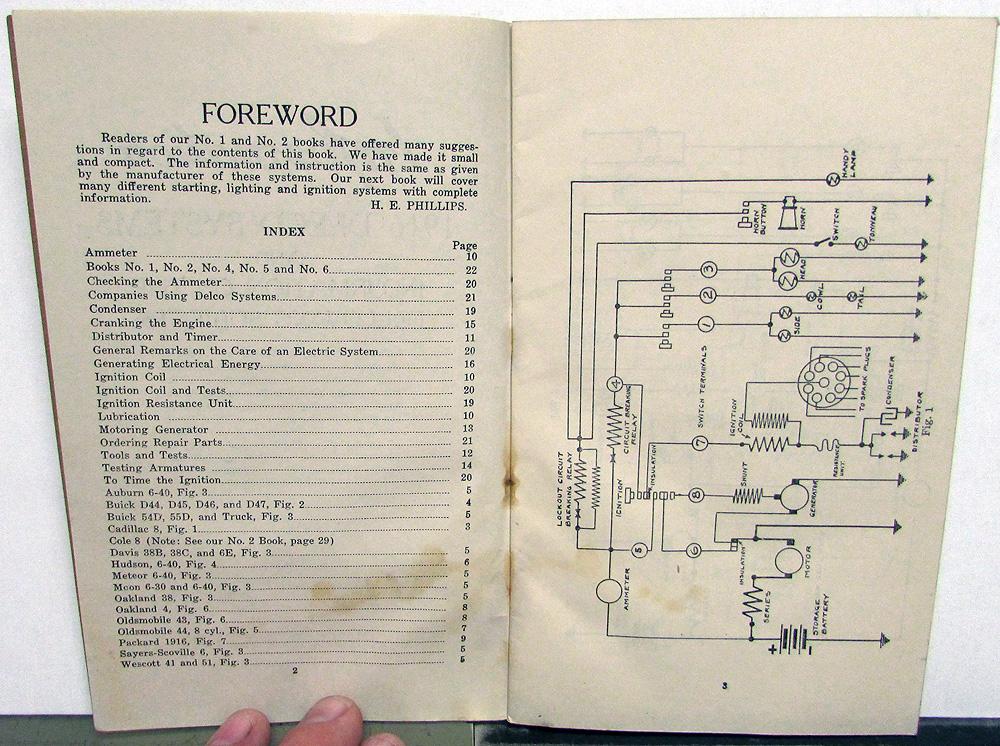 FOREWORD
Readers of our No. 1 and No. 2 books have offered many sugges-
tions in regard to the contents of this book. We have made it small
and compact. The information and instruction is the same as given
by the manufacturer of these systems. Our next book will cover
many different starting, lighting and ignition systems with complete
information.
H. E. PHILLIPS.
INDEX
Page
Ammeter 10
Books No. 1, No. 2, No. 4, No. 5 and No. 6 22
Checking the Ammeter 20
Companies Using Delco Systems 21
Condenser 19
Cranking the Engine 15
Distributor and Timer 11
General Remarks on the Care of an Electric System 20
Generating Electrical Energy 16
Ignition Coil 10
Ignition Coil and Tests 20
Ignition Resistance Unit 19
Lubrication 10
Motoring Generator 13
Ordering Repair Parts 21
Tools and Tests 12
Testing Armatures 14
To Time the Ignition 20
Auburn 6-40, Fig. 3 5
Buick D44, D45, D46, and D47, Fig. 2 4
Buick 54D, 55D, and Truck, Fig. 3 5
Cadillac 8, Fig. 1 3
Cole 8 (Note: See our No. 2 Book, page 29)
Davis 38B, 38C, and 6E, Fig. 3 5
Hudson, 6-40, Fig. 4 6
Meteor 6-40, Fig. 3 5
Moon 6-30 and 6-40, Fig. 3 5
Oakland 38, Fig. 3 5
Oakland 4, Fig. 6 8
Oldsmobile 43, Fig. 6 8
Oldsmobile 44, 8 cyl., Fig. 5 7
Packard 1916, Fig. 7 9
Sayers-Scoville 6, Fig. 3 5
Wescott 41 and 51, Fig. 3 5
2
HANDY
LAMP
HORN
BUTTON
HORN
SWITCH
TONNEAU
3
HEAD
2
COWL
TAIL
1
SIDE
SWITCH TERMINALS
4
CIRCUIT BREAKING
RELAY
LOCKOUT CIRCUIT
BREAKING RELAY
IGNITION
INSULATION
7
IGNITION
COIL
TO SPARK PLUGS
CONDENSER
RESISTANCE
UNIT
DISTRIBUTOR
Fig. 1
8
SHUNT
GENERATOR
5
6
INSULATION
MOTOR
AMMETER
SERIES
STORAGE
BATTERY
+
-
3